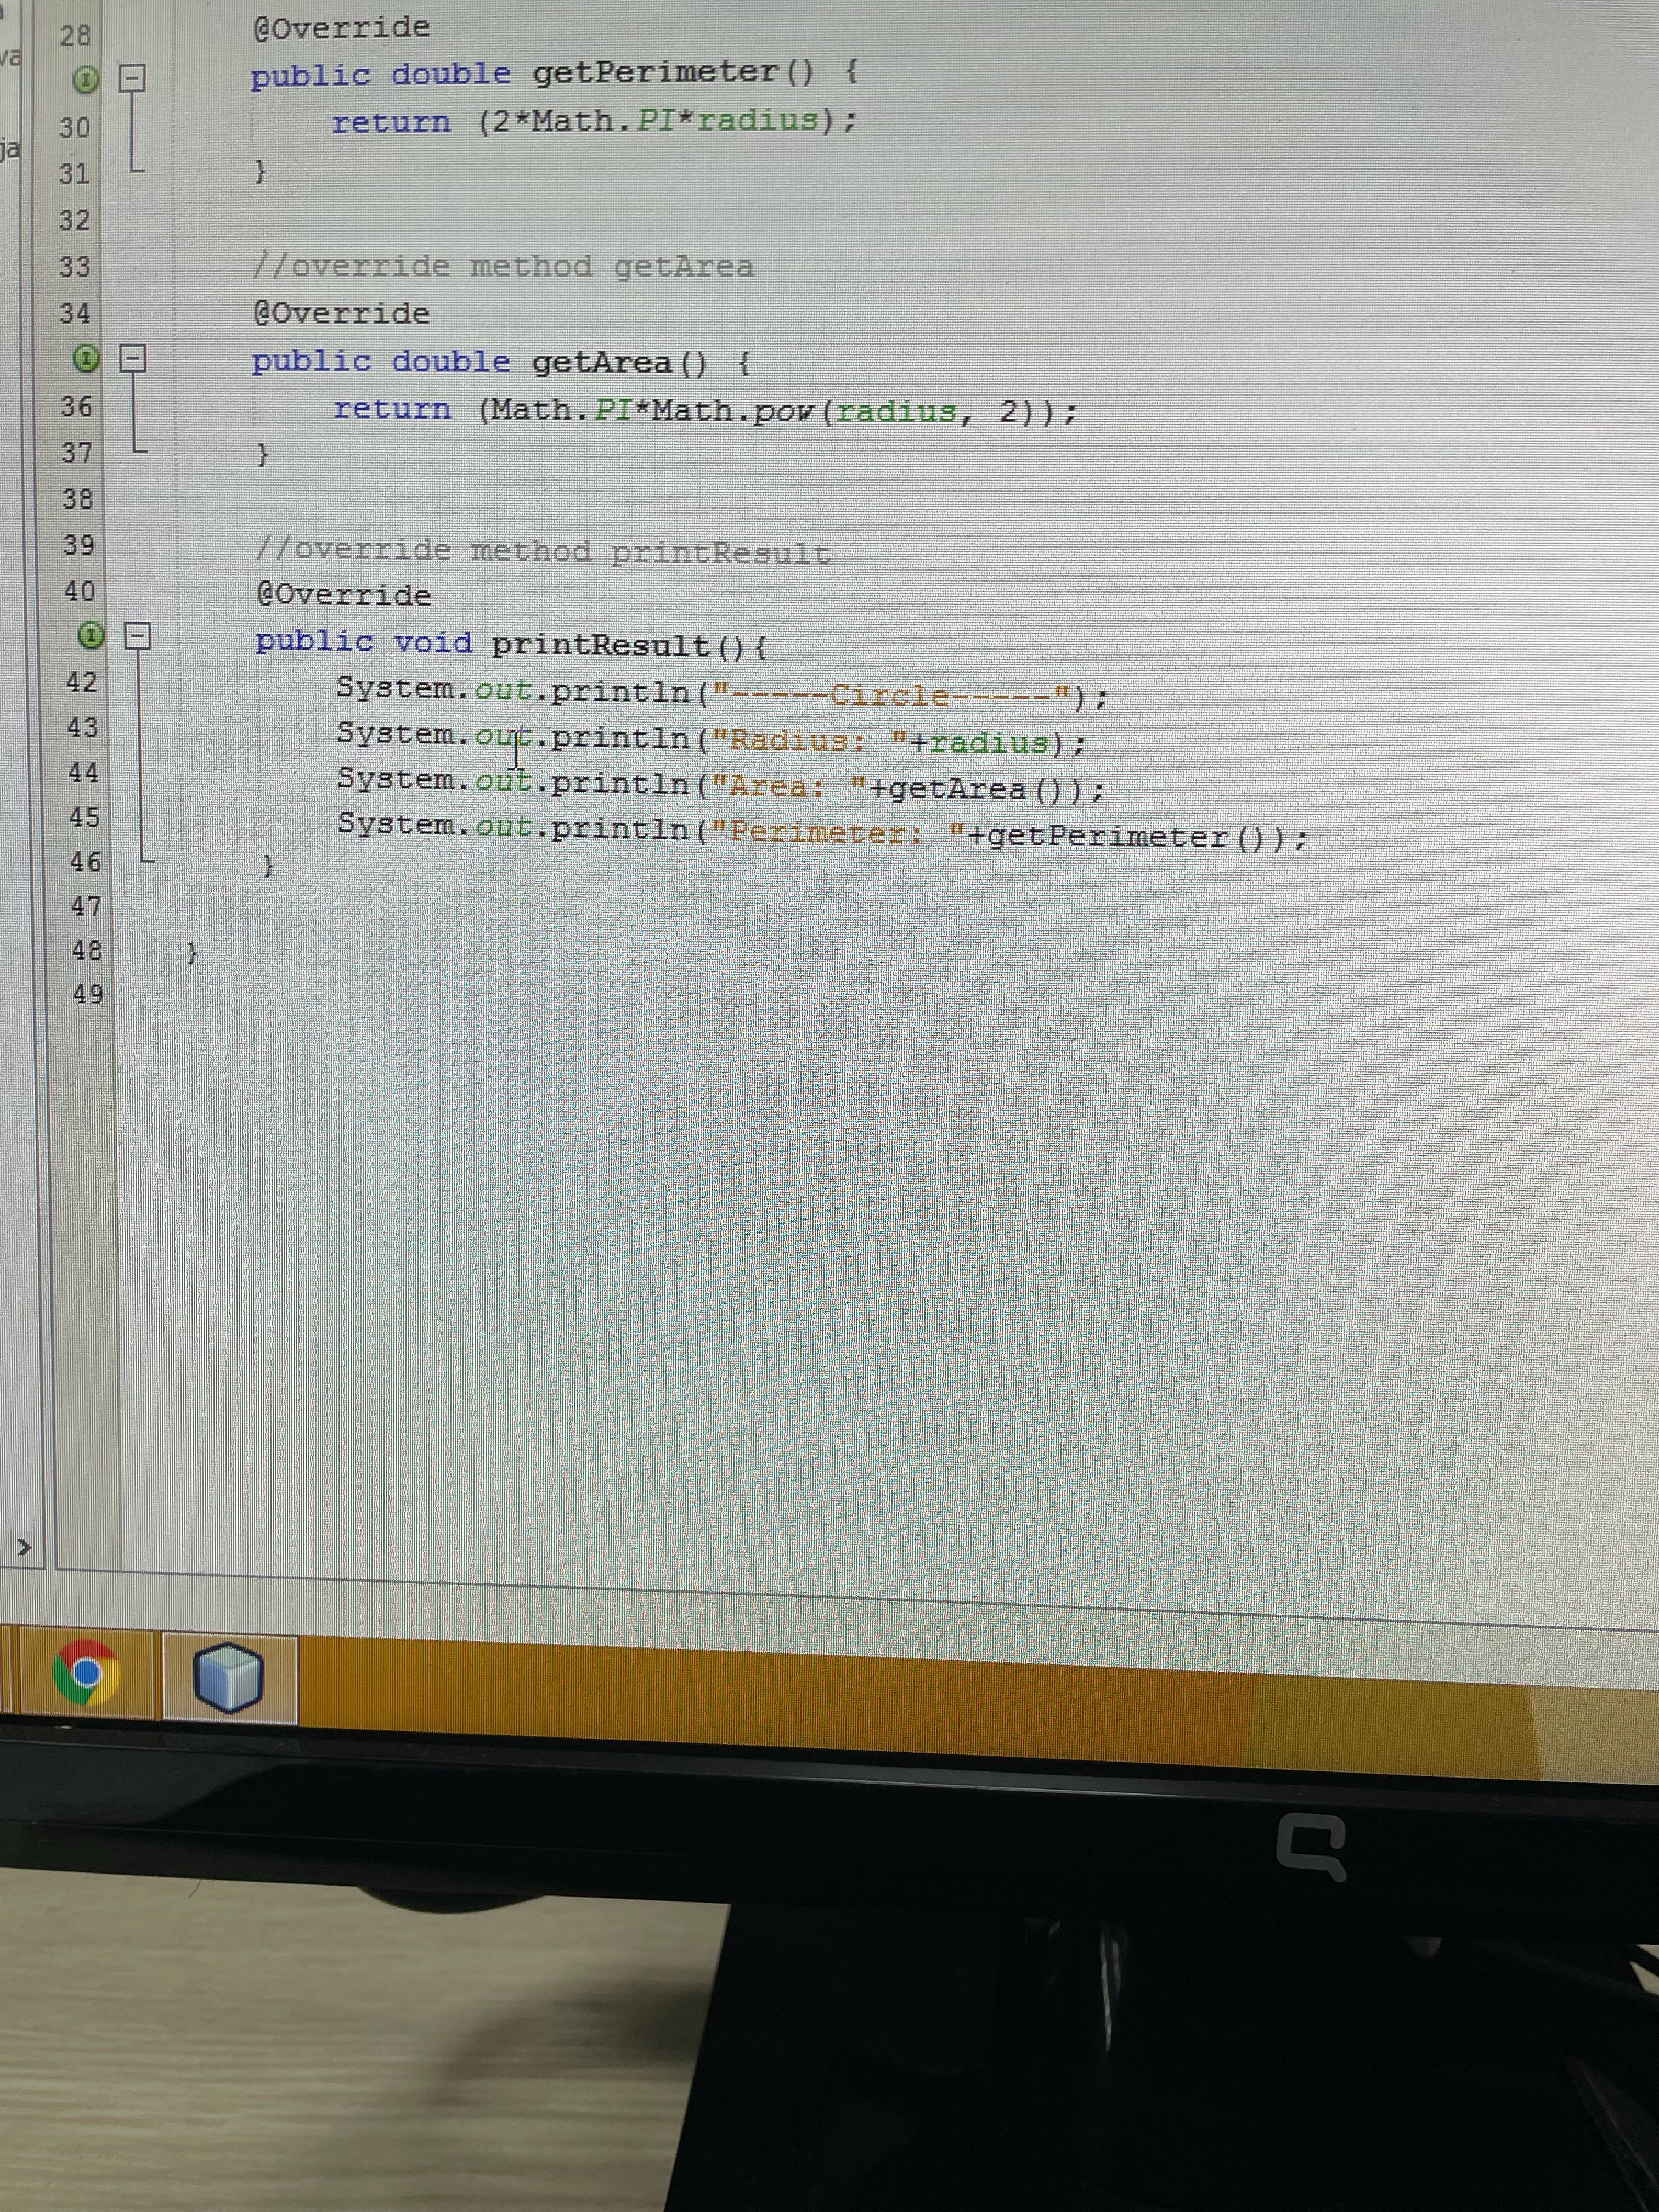 28 @Override
public double getPerimeter() {
30 return (2*Math.PI*radius);
31 }
32
33 //override method getArea
34 @Override
public double getArea() {
36 return (Math.PI*Math.pow(radius, 2));
37 }
38
39 //override method printResult
40 @Override
public void printResult(){
42 System.out.println("-----Circle-----");
43 System.out.println("Radius: "+radius);
44 System.out.println("Area: "+getArea());
45 System.out.println("Perimeter: "+getPerimeter());
46 }
47
48 }
49